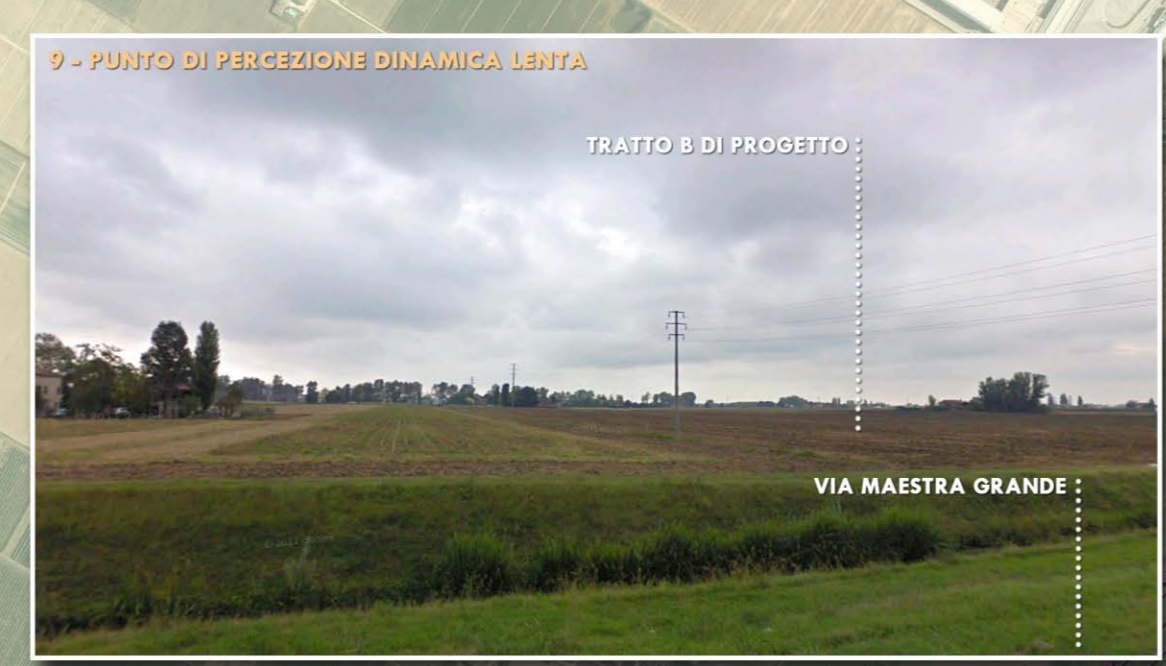 9 - PUNTO DI PERCEZIONE DINAMICA LENTA
TRATTO B DI PROGETTO
VIA MAESTRA GRANDE